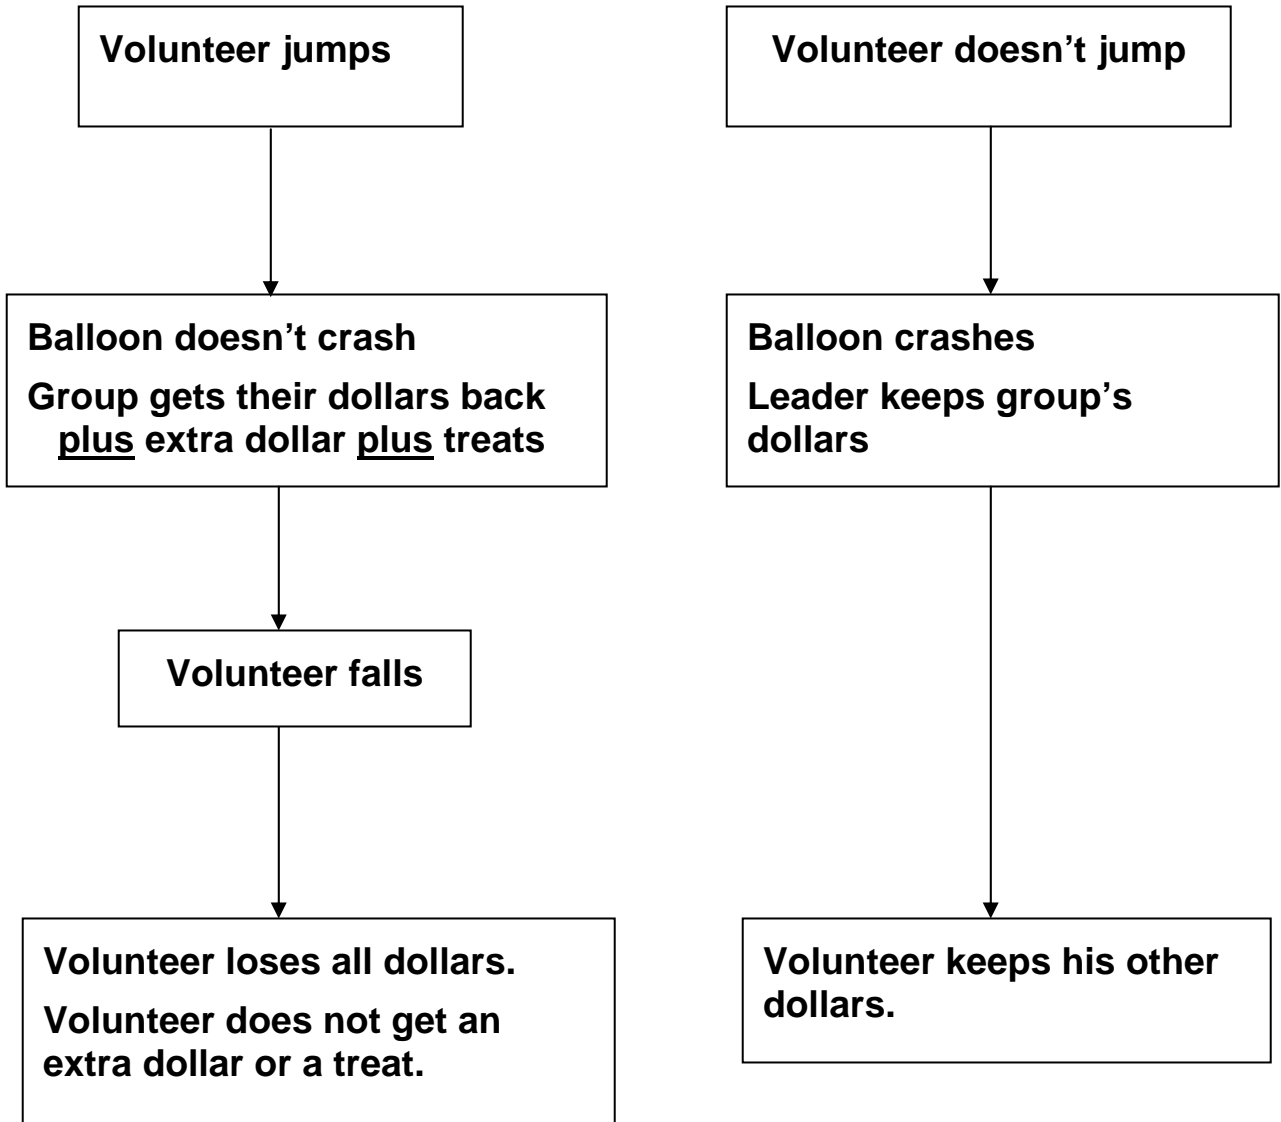 Volunteer jumps
Volunteer doesn’t jump
Balloon doesn’t crash
Group gets their dollars back
plus extra dollar plus treats
Balloon crashes
Leader keeps group’s
dollars
Volunteer falls
Volunteer loses all dollars.
Volunteer does not get an
extra dollar or a treat.
Volunteer keeps his other
dollars.